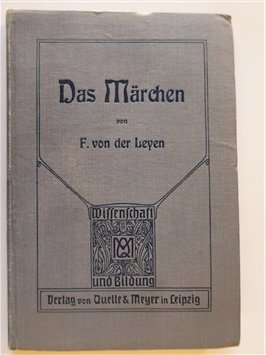 Das Märchen
von
F. von der Leyen
Wissenschaft
und Bildung
Verlag von Quelle & Meyer in Leipzig